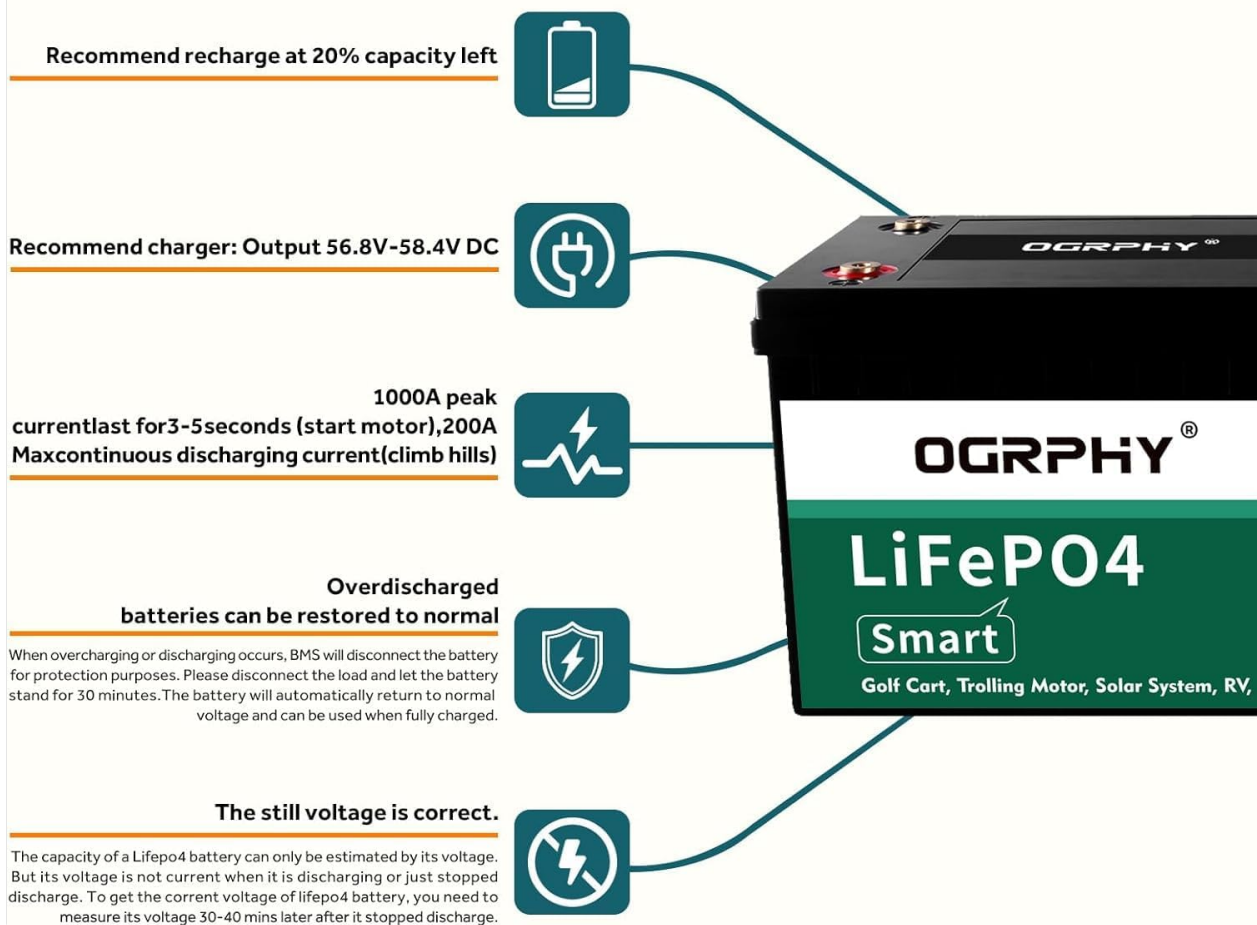 Recommend recharge at 20% capacity left
Recommend charger: Output 56.8V-58.4V DC
1000A peak
currentlast for3-5seconds (start motor),200A
Maxcontinuous discharging current(climb hills)
Overdischarged
batteries can be restored to normal
When overcharging or discharging occurs, BMS will disconnect the battery
for protection purposes. Please disconnect the load and let the battery
stand for 30 minutes.The battery will automatically return to normal
voltage and can be used when fully charged.
The still voltage is correct.
The capacity of a Lifepo4 battery can only be estimated by its voltage.
But its voltage is not current when it is discharging or just stopped
discharge. To get the corrent voltage of lifepo4 battery, you need to
measure its voltage 30-40 mins later after it stopped discharge.
OGRPHY ®
OGRPHY ®
LiFePO4
Smart
Golf Cart, Trolling Motor, Solar System, RV,